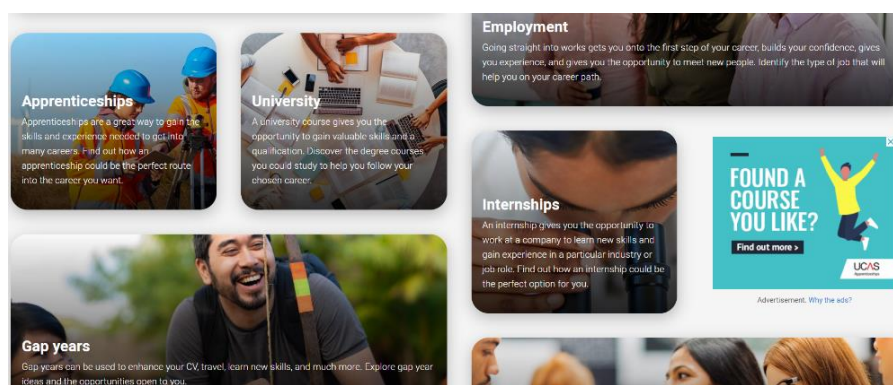 Apprenticeships
Apprenticeships are a great way to gain the
skills and experience needed to get into
many careers. Find out how an
apprenticeship could be the perfect route
into the career you want.
University
A university course gives you the
opportunity to gain valuable skills and a
qualification. Discover the degree courses
you could study to help you follow your
chosen career.
Gap years
Gap years can be used to enhance your CV, travel, learn new skills, and much more. Explore gap year
ideas and the opportunities open to you.
Employment
Going straight into works gets you onto the first step of your career, builds your confidence, gives
you experience, and gives you the opportunity to meet new people. Identify the type of job that will
help you on your career path.
Internships
An internship gives you the opportunity to
work at a company to learn new skills and
gain experience in a particular industry or
job role. Find out how an internship could be
the perfect option for you.
FOUND A
COURSE
YOU LIKE?
Find out more >
UCAS
Apprenticeships
Advertisement. Why the ads?